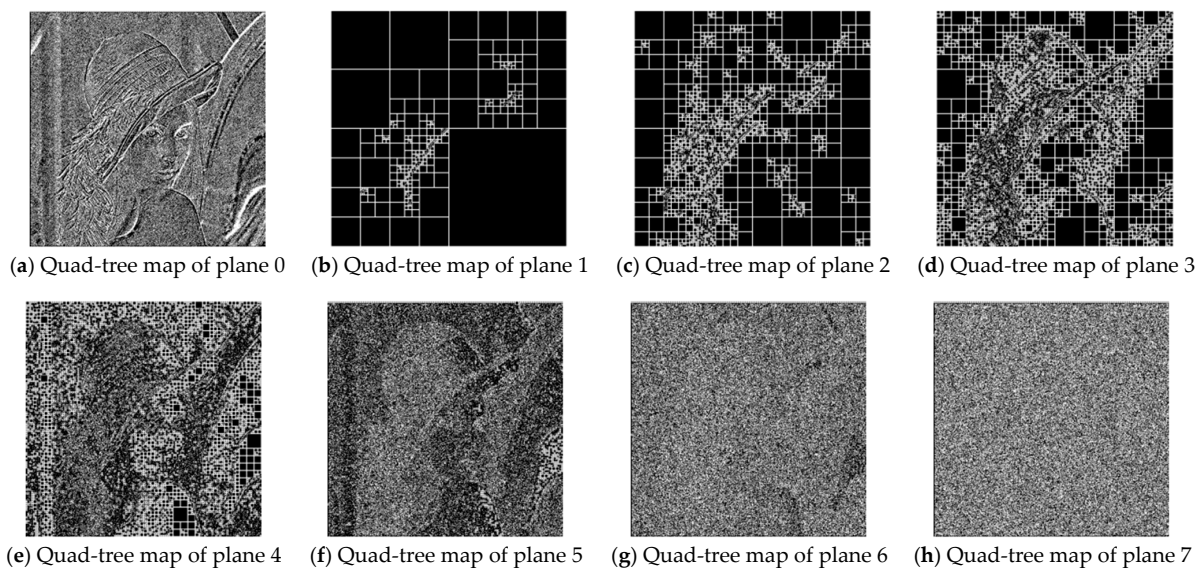 (a) Quad-tree map of plane 0
(b) Quad-tree map of plane 1
(c) Quad-tree map of plane 2
(d) Quad-tree map of plane 3
(e) Quad-tree map of plane 4
(f) Quad-tree map of plane 5
(g) Quad-tree map of plane 6
(h) Quad-tree map of plane 7